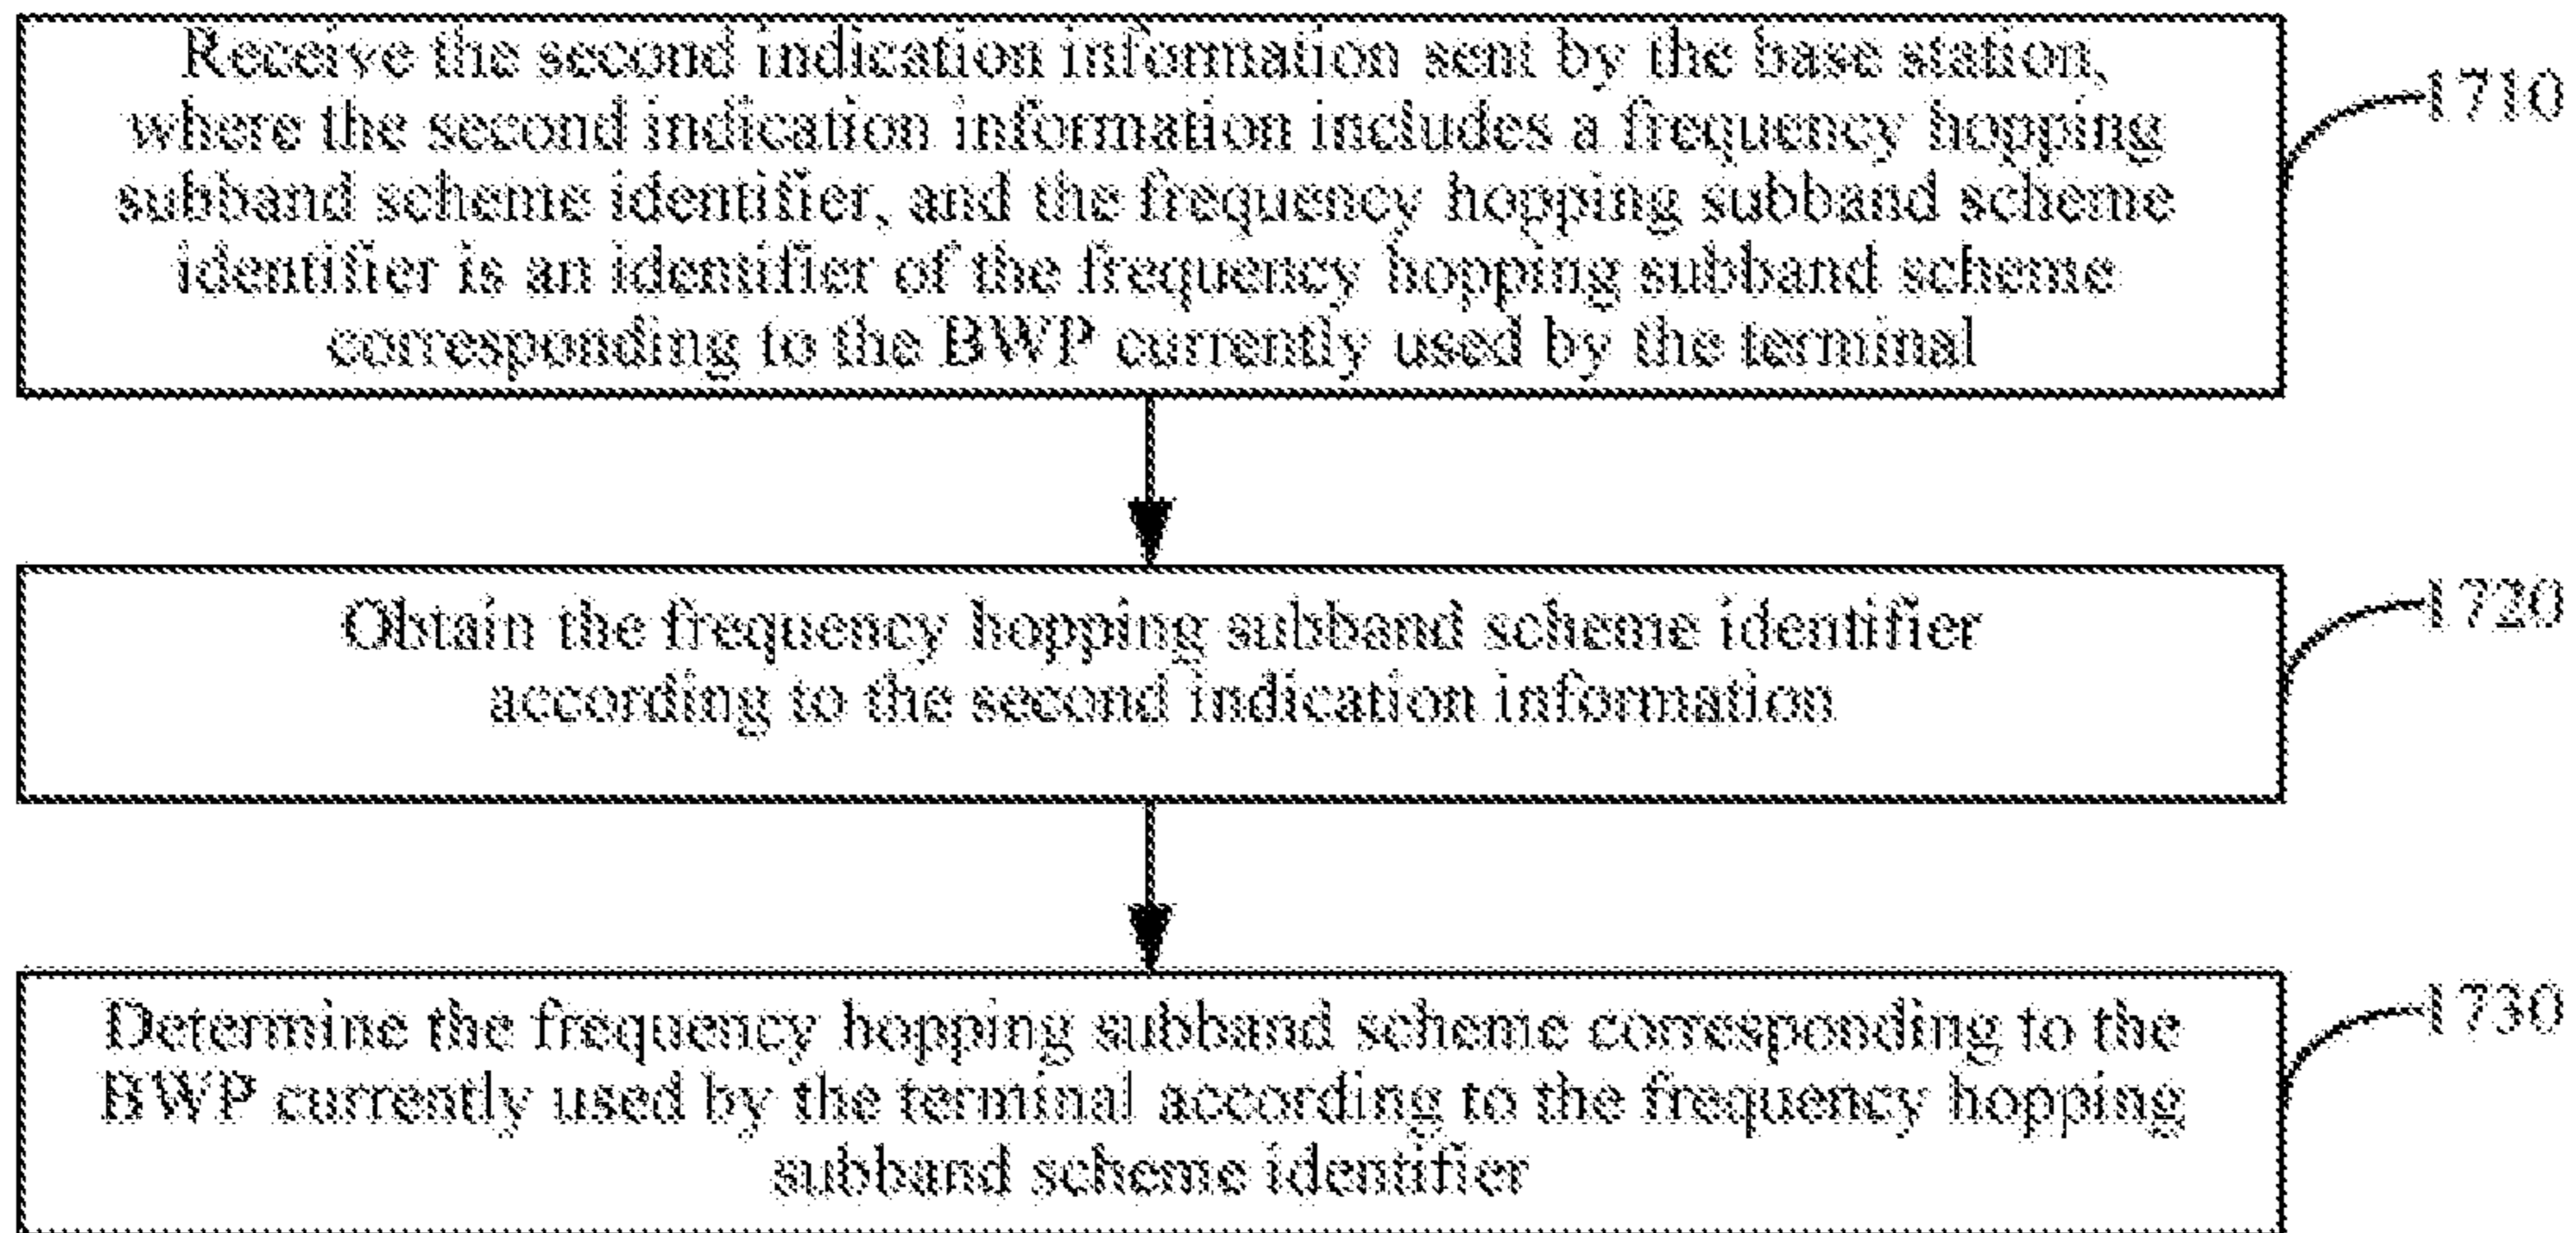 Receive the second indication information sent by the base station,
where the second indication information includes a frequency hopping
subband scheme identifier, and the frequency hopping subband scheme
identifier is an identifier of the frequency hopping subband scheme
corresponding to the BWP currently used by the terminal
1710
Obtain the frequency hopping subband scheme identifier
according to the second indication information
1720
Determine the frequency hopping subband scheme corresponding to the
BWP currently used by the terminal according to the frequency hopping
subband scheme identifier
1730